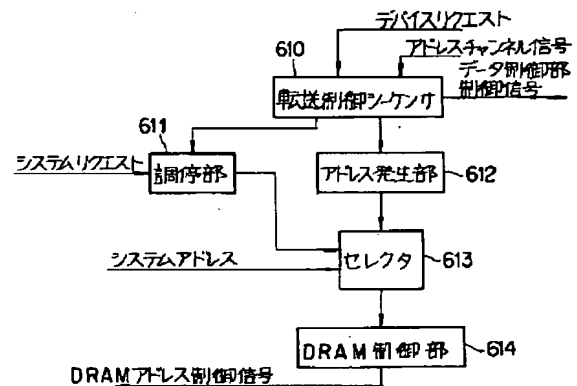 デバイスリクエスト
アドレスチャンネル信号
データ制御部
制御信号
610
転送制御シーケンサ
611
システムリクエスト
調停部
アドレス発生部
612
システムアドレス
セレクタ
613
DRAM制御部
614
DRAMアドレス制御信号